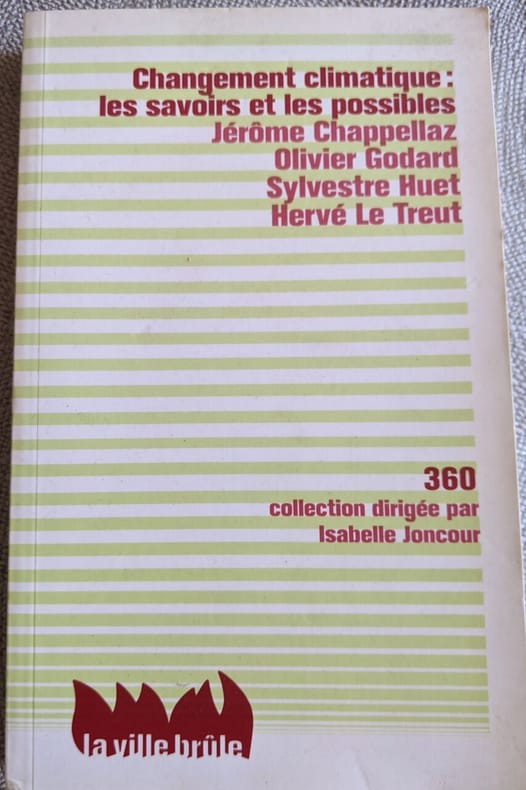 Changement climatique :
les savoirs et les possibles
Jérôme Chappellaz
Olivier Godard
Sylvestre Huet
Hervé Le Treut
360
collection dirigée par
Isabelle Joncour
la ville brûle